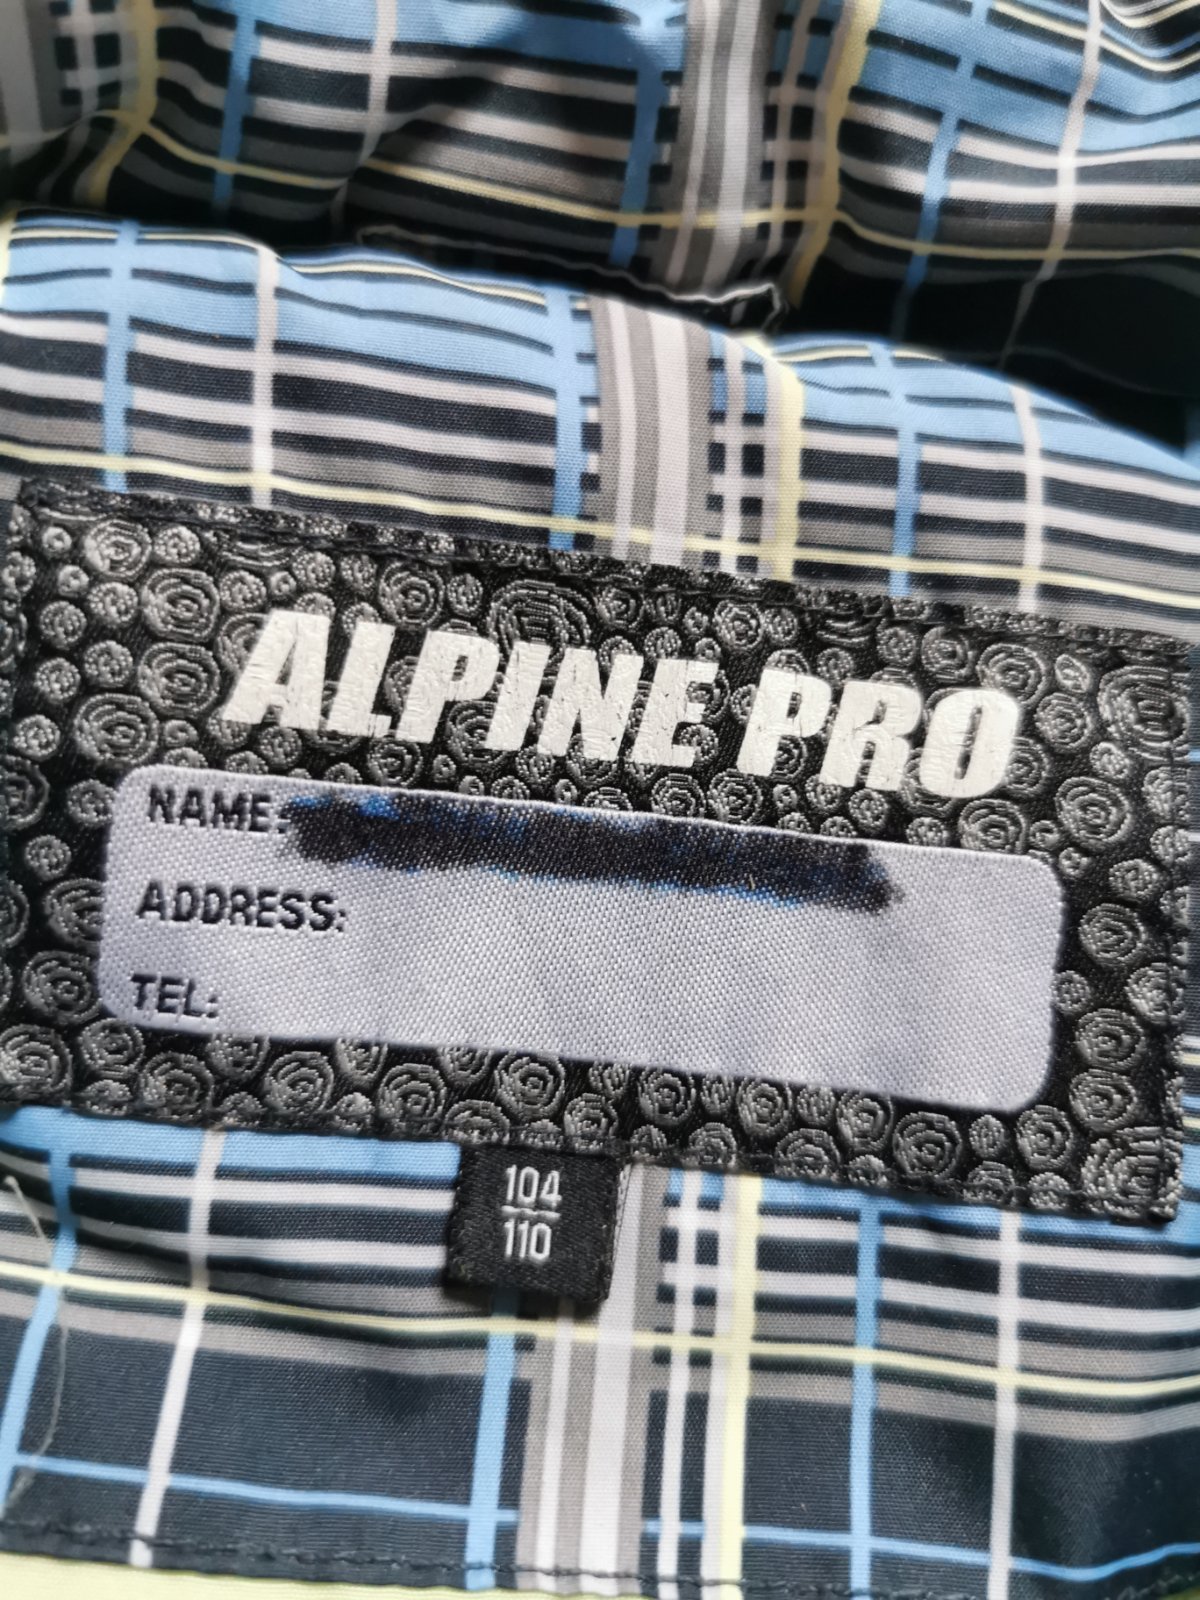 ALPINE PRO
NAME:
ADDRESS:
TEL:
104
110